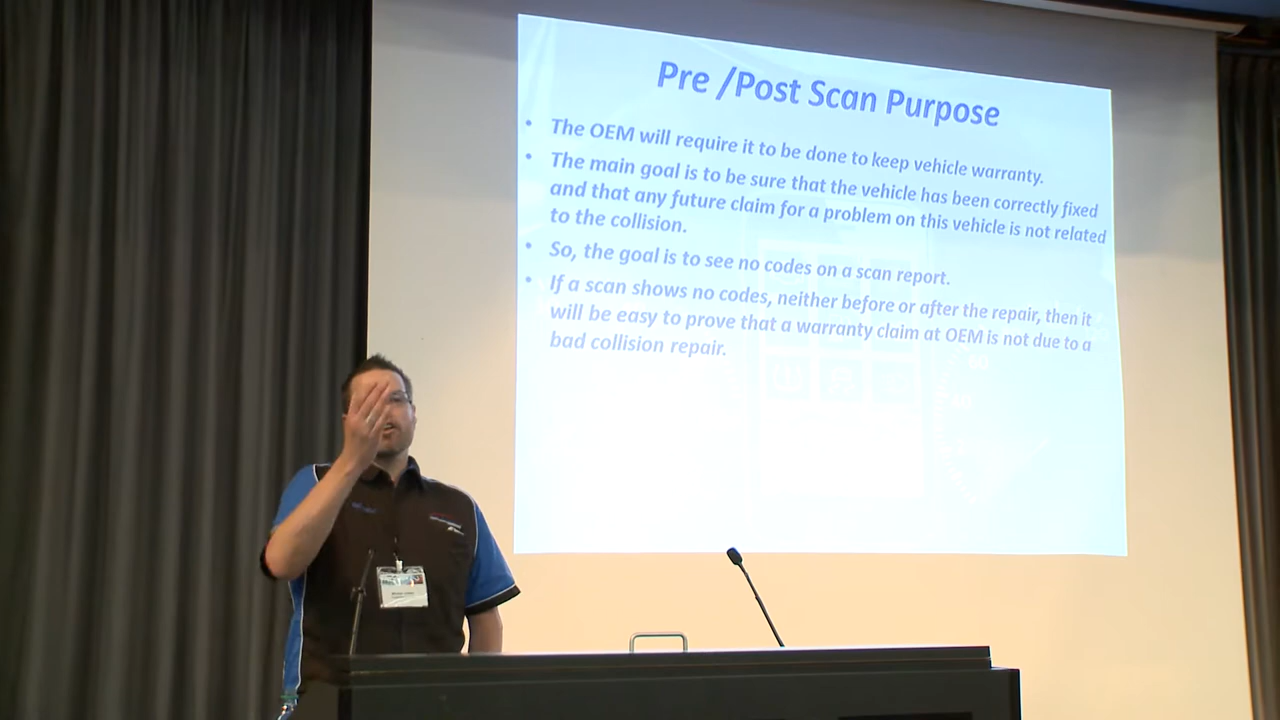 Pre /Post Scan Purpose
• The OEM will require it to be done to keep vehicle warranty.
• The main goal is to be sure that the vehicle has been correctly fixed
and that any future claim for a problem on this vehicle is not related
to the collision.
• So, the goal is to see no codes on a scan report.
• If a scan shows no codes, neither before or after the repair, then it
will be easy to prove that a warranty claim at OEM is not due to a
bad collision repair.